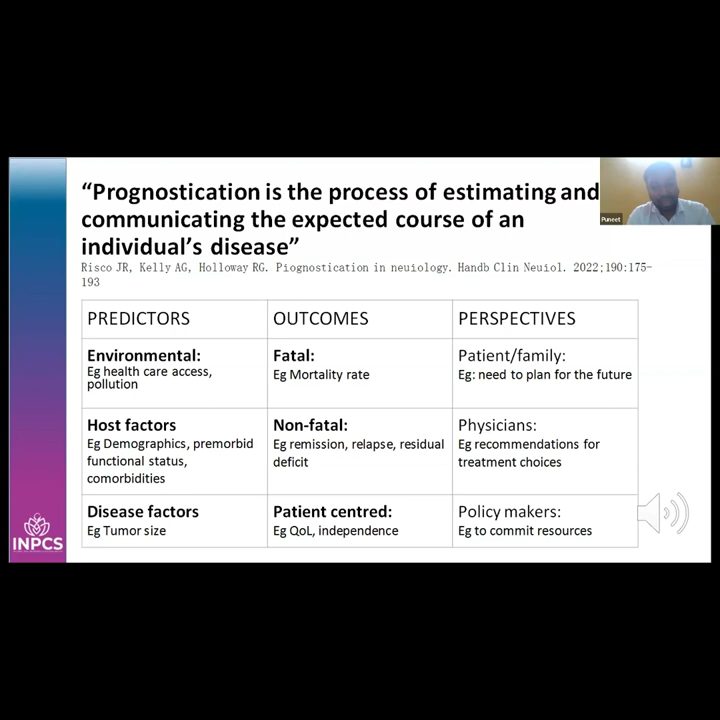 “Prognostication is the process of estimating and
communicating the expected course of an
individual’s disease”
Risco JR, Kelly AG, Holloway RG. Piognostication in neuiology. Handb Clin Neuiol. 2022;190:175-
193
Puneet
PREDICTORS
OUTCOMES
PERSPECTIVES
Environmental:
Eg health care access,
pollution
Fatal:
Eg Mortality rate
Patient/family:
Eg: need to plan for the future
Host factors
Eg Demographics, premorbid
functional status,
comorbidities
Non-fatal:
Eg remission, relapse, residual
deficit
Physicians:
Eg recommendations for
treatment choices
Disease factors
Eg Tumor size
Patient centred:
Eg QoL, independence
Policy makers:
Eg to commit resources
INPCS